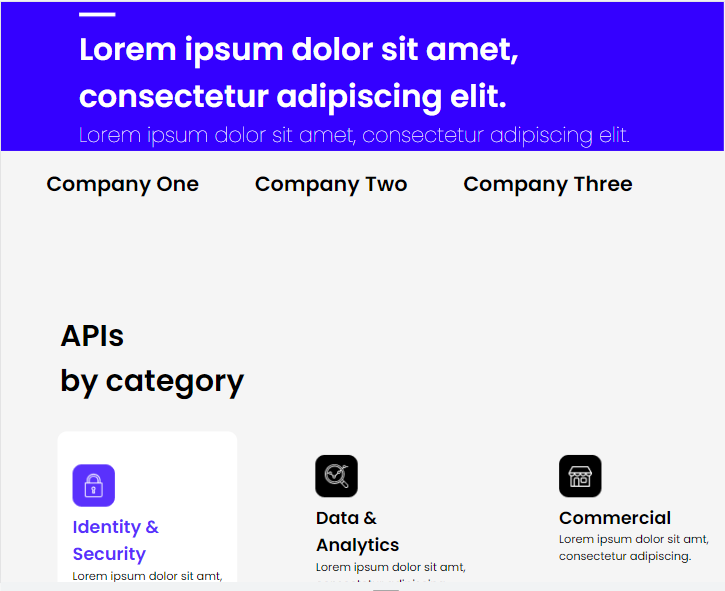 Lorem ipsum dolor sit amet,
consectetur adipiscing elit.
Lorem ipsum dolor sit amet, consectetur adipiscing elit.
Company One
Company Two
Company Three
APIs
by category
Identity &
Security
Lorem ipsum dolor sit amt,
Data &
Analytics
Lorem ipsum dolor sit amt,
Commercial
Lorem ipsum dolor sit amt,
consectetur adipiscing.